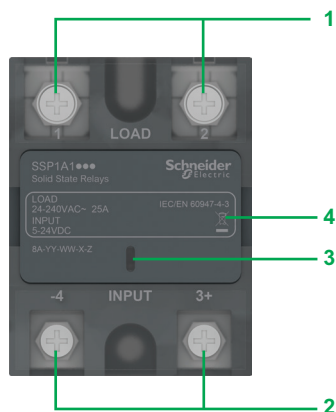 1
1 LOAD 2
SSP1A1●●● Schneider
Solid State Relays Electric
LOAD
24-240VAC~ 25A IEC/EN 60947-4-3
INPUT
5-24VDC
4
8A-YY-WW-X-Z
3
-4 INPUT 3+
2